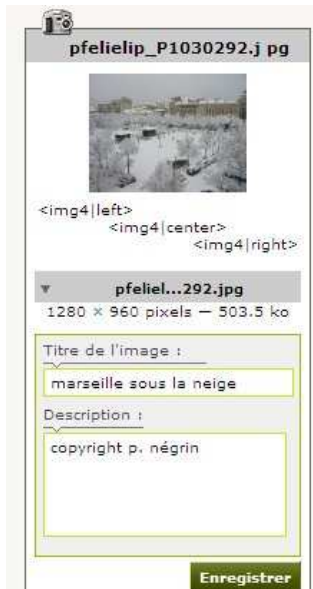 pfelielip_P1030292.j pg
<img4|left>
<img4|center>
<img4|right>
pfeliel...292.jpg
1280 × 960 pixels — 503.5 ko
Titre de l'image :
marseille sous la neige
Description :
copyright p. négrin
Enregistrer